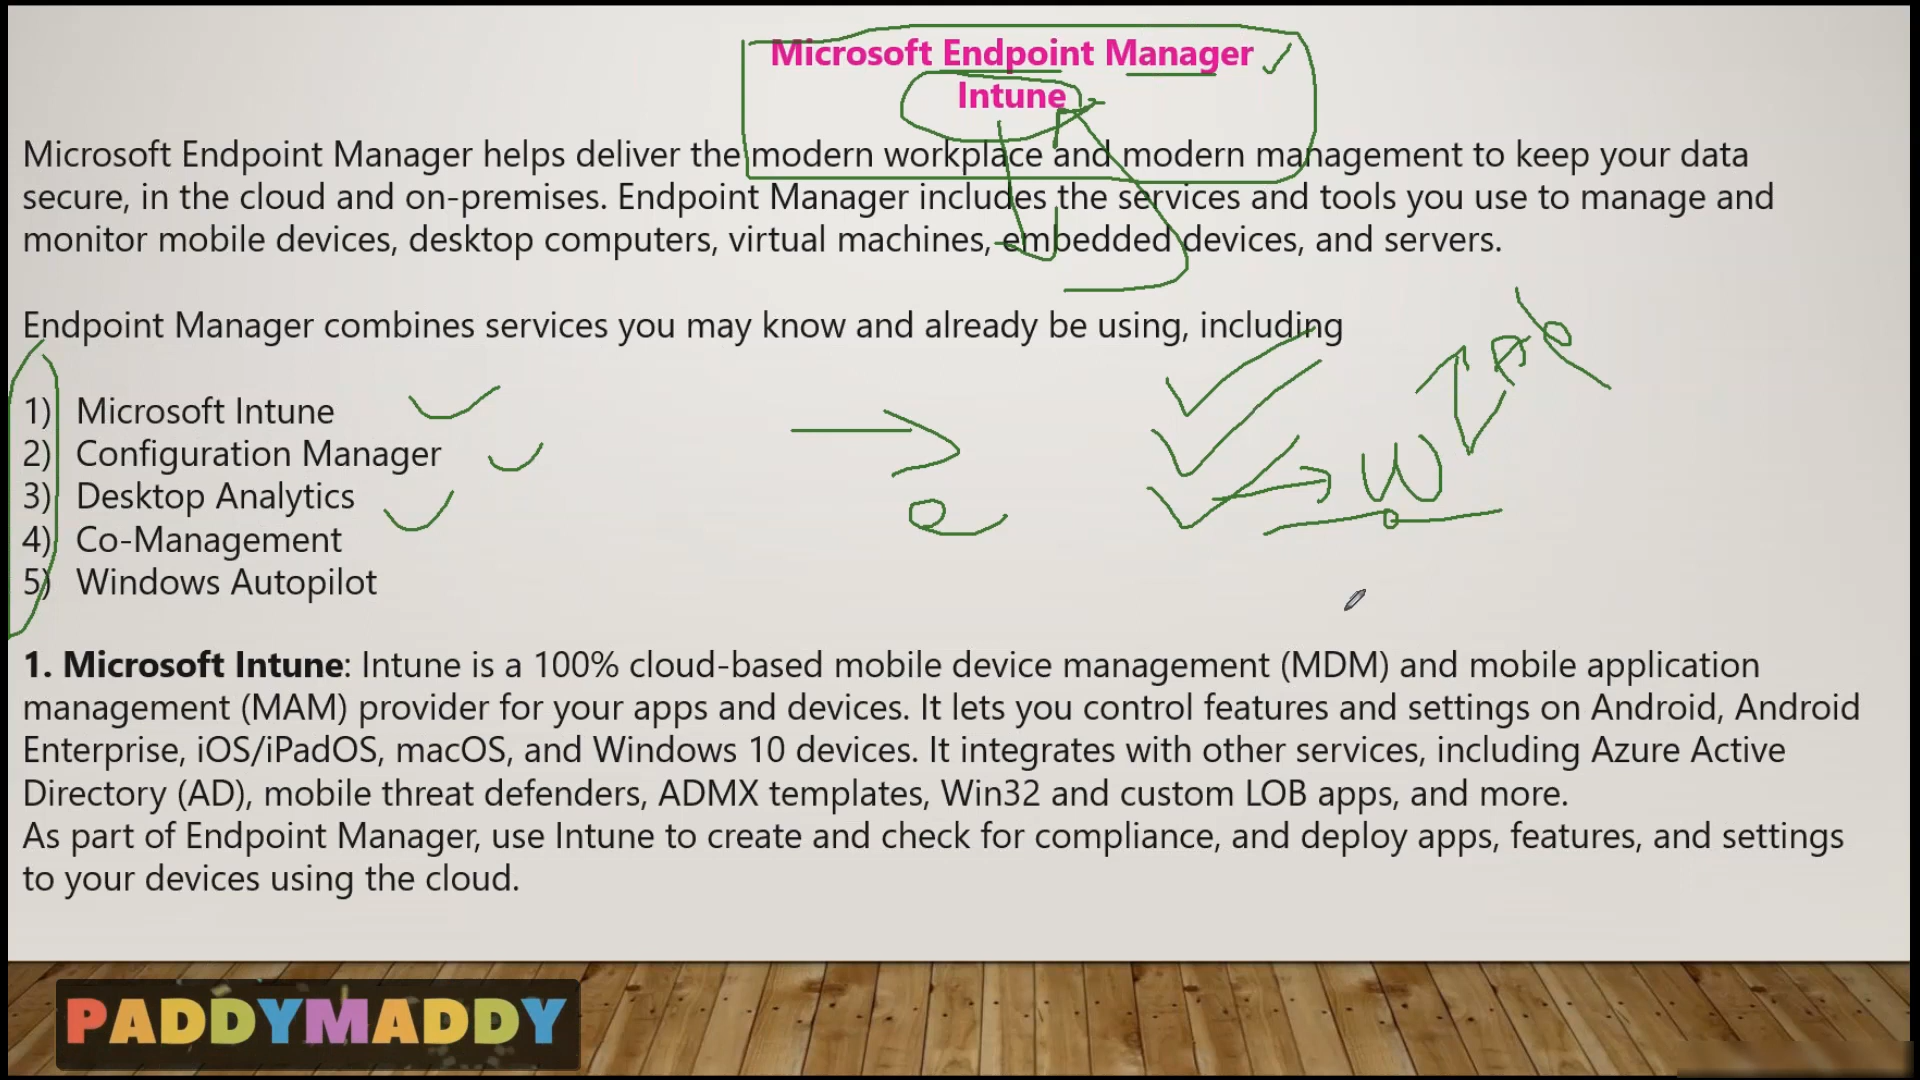 Microsoft Endpoint Manager
Intune
Microsoft Endpoint Manager helps deliver the modern workplace and modern management to keep your data
secure, in the cloud and on-premises. Endpoint Manager includes the services and tools you use to manage and
monitor mobile devices, desktop computers, virtual machines, embedded devices, and servers.
Endpoint Manager combines services you may know and already be using, including
1) Microsoft Intune
2) Configuration Manager
3) Desktop Analytics
4) Co-Management
5) Windows Autopilot
1. Microsoft Intune: Intune is a 100% cloud-based mobile device management (MDM) and mobile application
management (MAM) provider for your apps and devices. It lets you control features and settings on Android, Android
Enterprise, iOS/iPadOS, macOS, and Windows 10 devices. It integrates with other services, including Azure Active
Directory (AD), mobile threat defenders, ADMX templates, Win32 and custom LOB apps, and more.
As part of Endpoint Manager, use Intune to create and check for compliance, and deploy apps, features, and settings
to your devices using the cloud.
PADDYMADDY